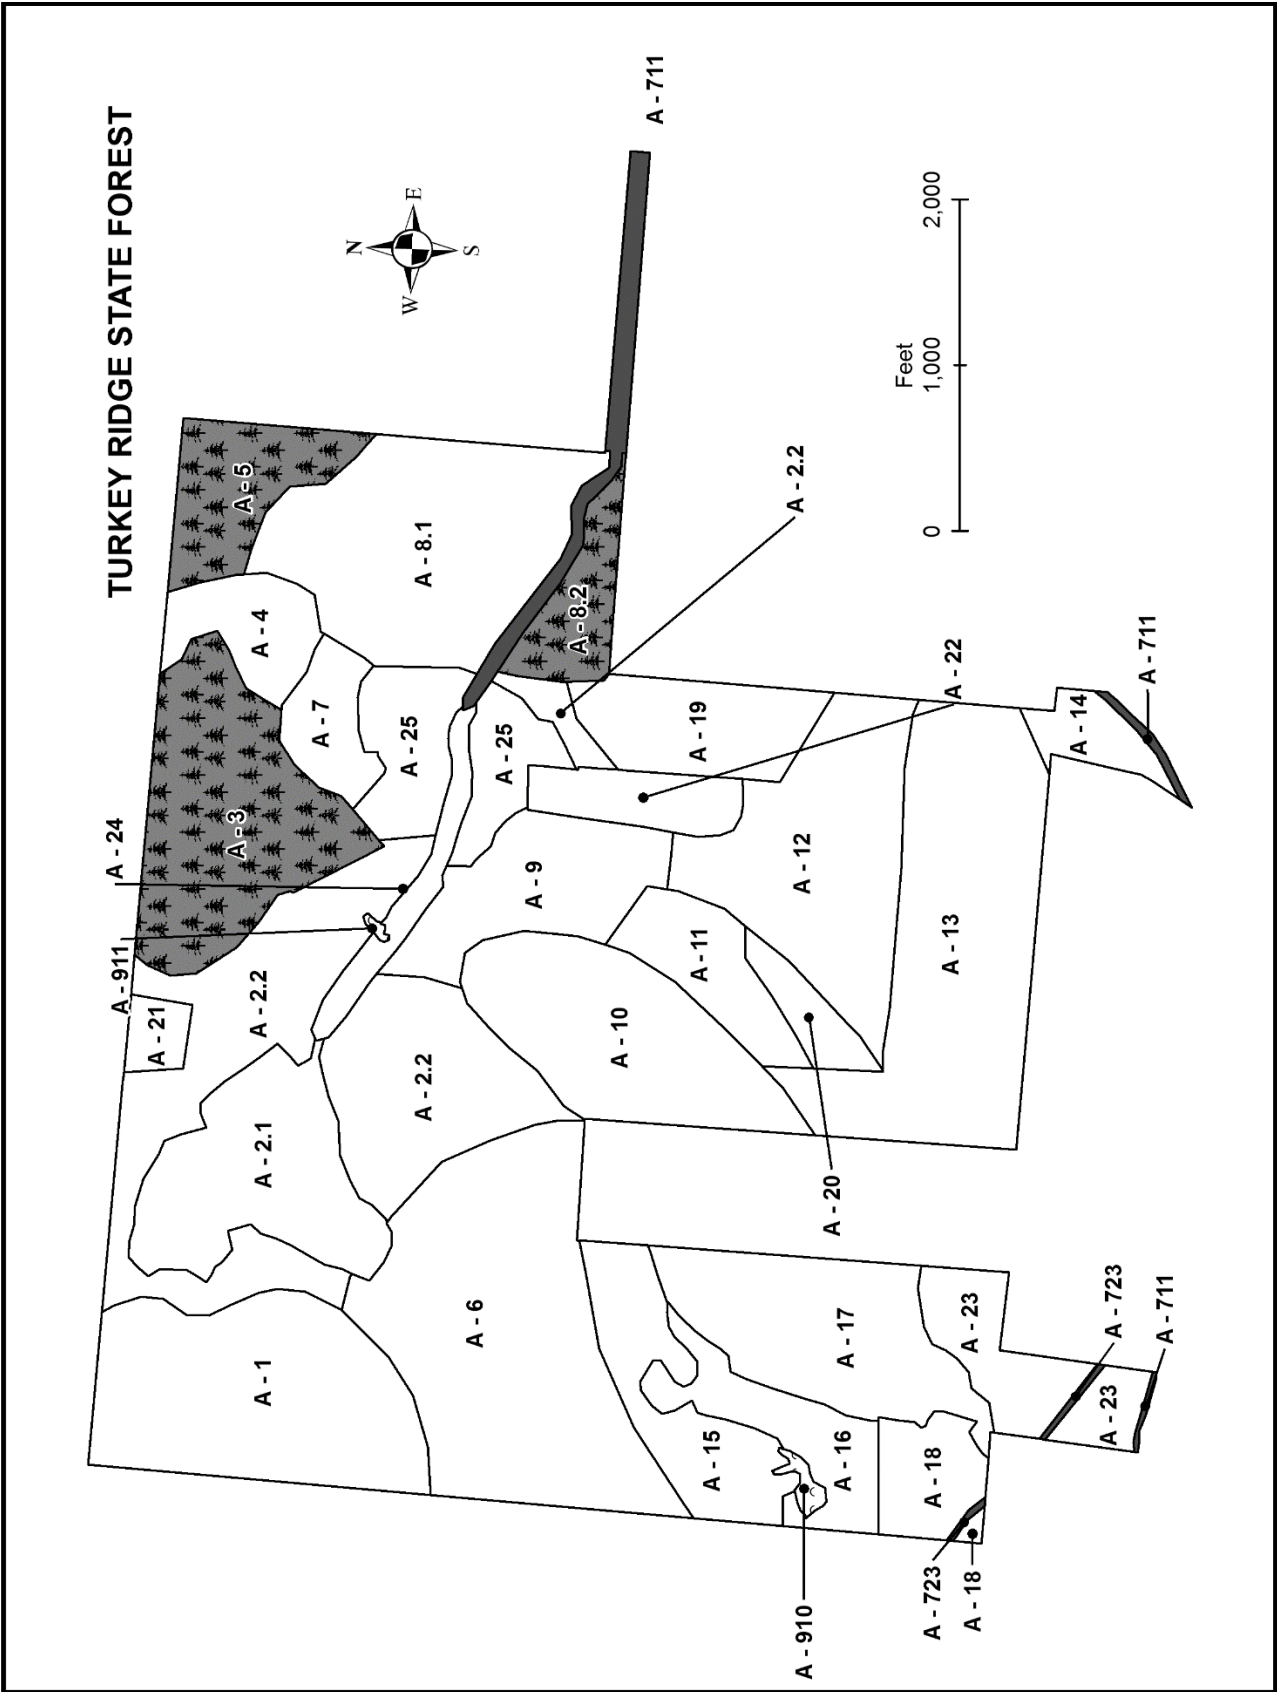 TURKEY RIDGE STATE FOREST
N
W
E
S
A - 911
A - 24
A - 21
A - 3
A - 5
A - 4
A - 1
A - 2.1
A - 2.2
A - 7
A - 8.1
A - 25
A - 2.2
A - 6
A - 25
A - 9
A - 8.2
A - 711
A - 10
A - 11
A - 19
A - 2.2
A - 15
A - 12
A - 20
A - 16
A - 17
A - 910
A - 13
A - 22
A - 18
A - 23
A - 723
A - 18
A - 14
A - 711
A - 23
A - 723
A - 711
Feet
0
1,000
2,000